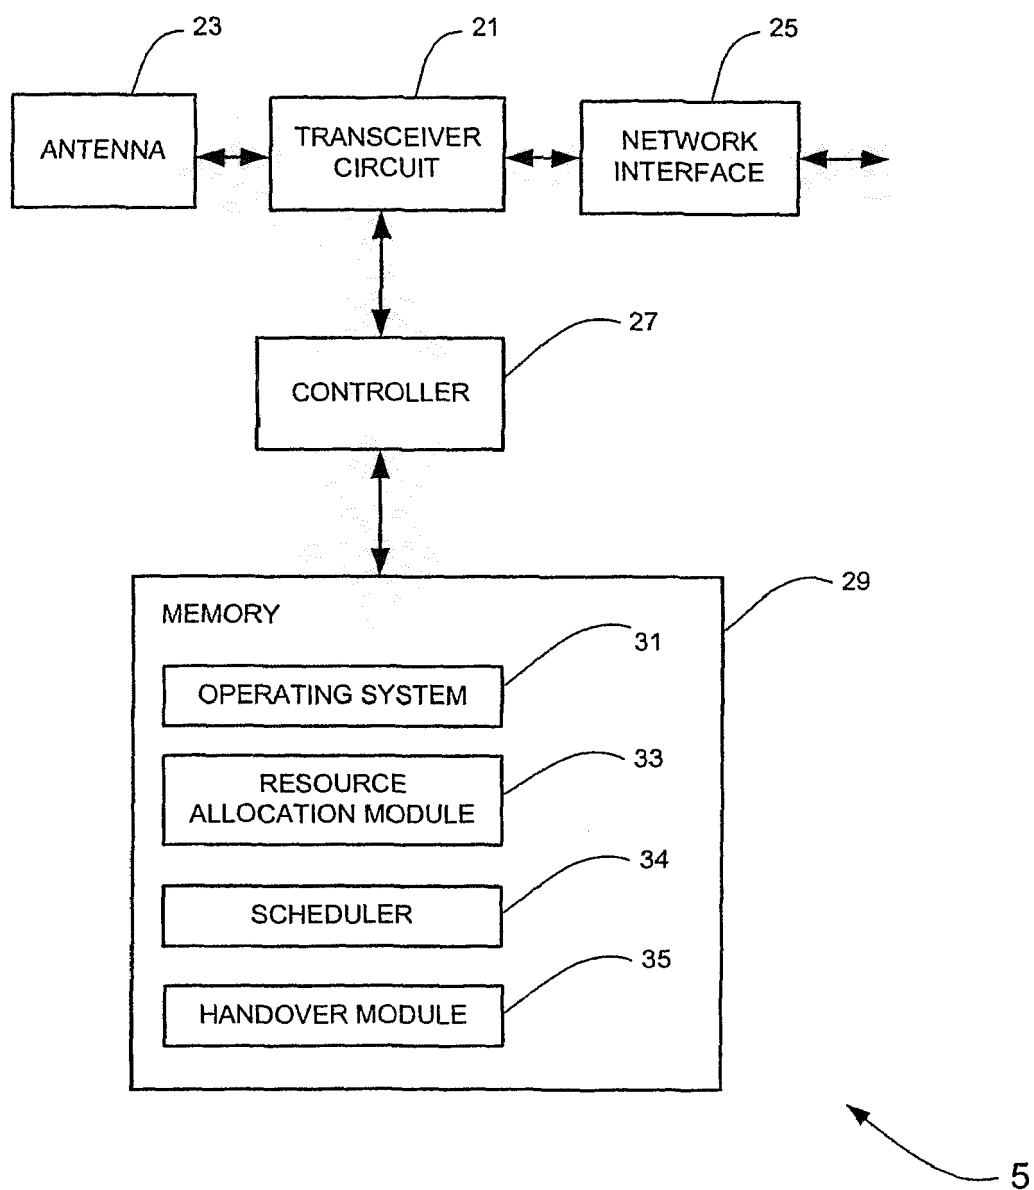 23
21
25
ANTENNA
TRANSCEIVER
CIRCUIT
NETWORK
INTERFACE
27
CONTROLLER
29
MEMORY
31
OPERATING SYSTEM
33
RESOURCE
ALLOCATION MODULE
34
SCHEDULER
35
HANDOVER MODULE
5